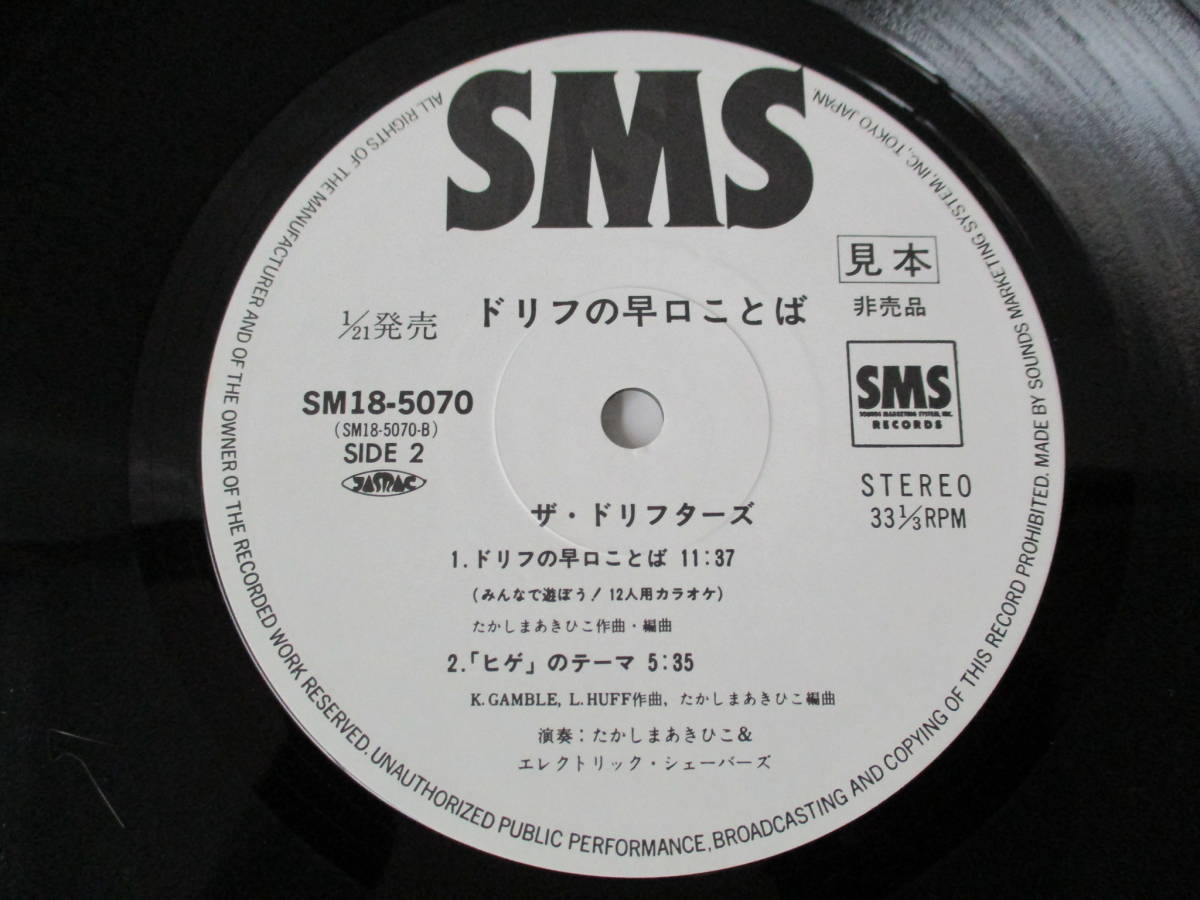 SMS
見本
非売品
1/21発売
ドリフの早口ことば
SM18-5070
(SM18-5070-B)
SIDE 2
JASRAC
SMS
SOUNDS MARKETING SYSTEM, INC.
RECORDS
STEREO
33 1/3 RPM
ザ・ドリフターズ
1. ドリフの早口ことば 11:37
(みんなで遊ぼう! 12人用カラオケ)
たかしまあきひこ作曲・編曲
2.「ヒゲ」のテーマ 5:35
K. GAMBLE, L. HUFF作曲, たかしまあきひこ編曲
演奏:たかしまあきひこ&
エレクトリック・シェーバーズ
ALL RIGHTS OF THE MANUFACTURER AND OF THE OWNER OF THE RECORDED WORK RESERVED. UNAUTHORIZED PUBLIC PERFORMANCE, BROADCASTING AND COPYING OF THIS RECORD PROHIBITED. MADE BY SOUNDS MARKETING SYSTEM, INC, TOKYO JAPAN.